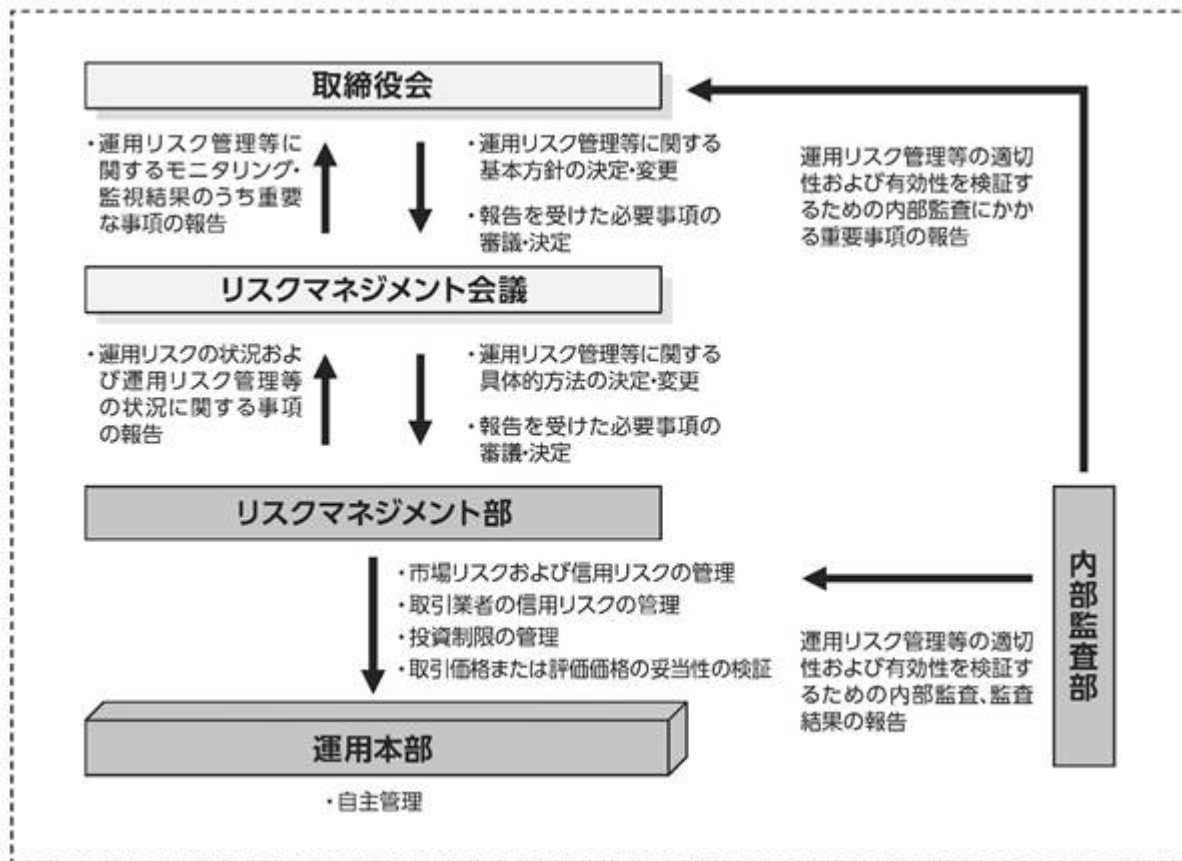 取締役会
・運用リスク管理等に
関するモニタリング・
監視結果のうち重要
な事項の報告
・運用リスク管理等に関する
基本方針の決定・変更
・報告を受けた必要事項の
審議・決定
運用リスク管理等の適切
性および有効性を検証す
るための内部監査にかか
る重要事項の報告
リスクマネジメント会議
・運用リスクの状況およ
び運用リスク管理等
の状況に関する事項
の報告
・運用リスク管理等に関する
具体的方法の決定・変更
・報告を受けた必要事項の
審議・決定
リスクマネジメント部
・市場リスクおよび信用リスクの管理
・取引業者の信用リスクの管理
・投資制限の管理
・取引価格または評価価格の妥当性の検証
内部監査部
運用リスク管理等の適切
性および有効性を検証す
るための内部監査、監査
結果の報告
運用本部
・自主管理